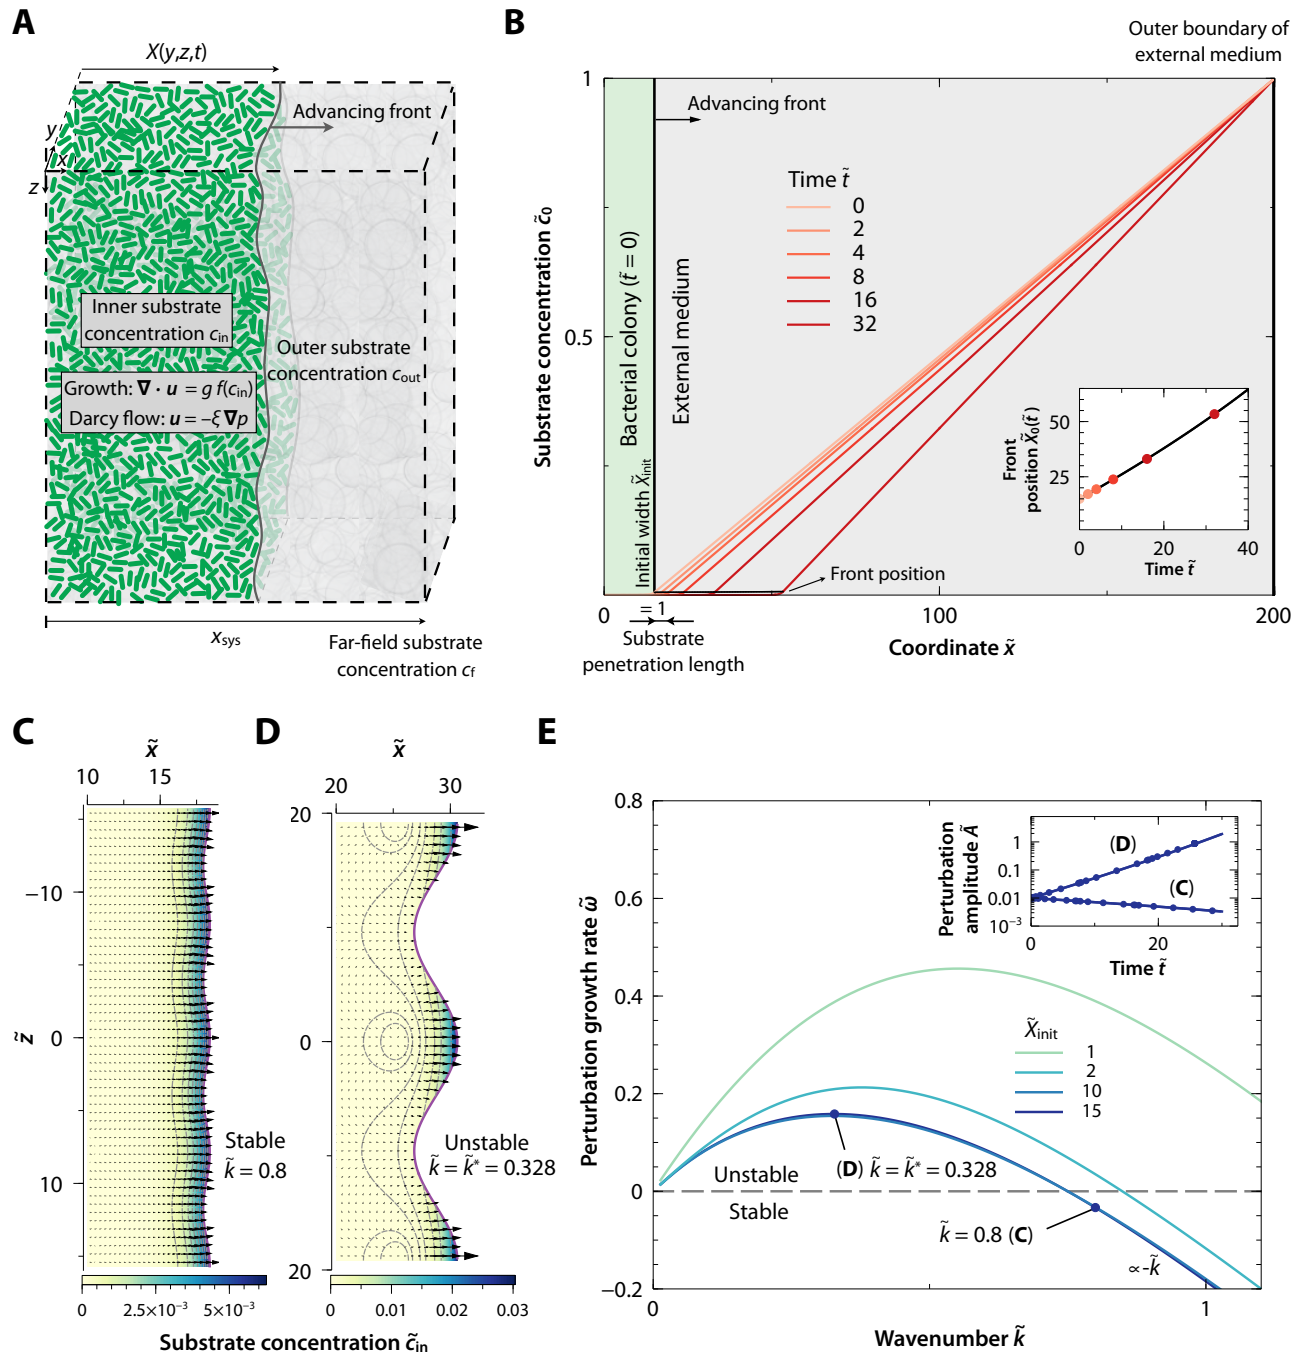 A
X(y,z,t)
Advancing front
y
x
z
Inner substrate
concentration c_in
Outer substrate
concentration c_out
Growth: ∇ · u = g f(c_in)
Darcy flow: u = −ξ ∇p
x_sys
Far-field substrate
concentration c_f
B
Outer boundary of
external medium
Substrate concentration c̃₀
1
0.5
Advancing front
Bacterial colony (t̃ = 0)
Initial width X̃_init
External medium
Time t̃
0
2
4
8
16
32
Front
position X̃₀(t̃)
50
25
0
20
40
Time t̃
Front position
0
100
200
= 1
Substrate
penetration length
Coordinate x̃
C
x̃
10
15
z̃
−10
0
10
Stable
k̃ = 0.8
0
2.5×10⁻³
5×10⁻³
D
x̃
20
30
20
10
0
10
20
Unstable
k̃ = k̃* = 0.328
0
0.01
0.02
0.03
Substrate concentration c̃_in
E
Perturbation growth rate ω̃
0.8
0.6
0.4
0.2
0
−0.2
Perturbation
amplitude Ã
1
0.1
0.01
10⁻³
(D)
(C)
0
20
Time t̃
X̃_init
1
2
10
15
Unstable
Stable
(D) k̃ = k̃* = 0.328
k̃ = 0.8 (C)
∝-k̃
0
1
Wavenumber k̃